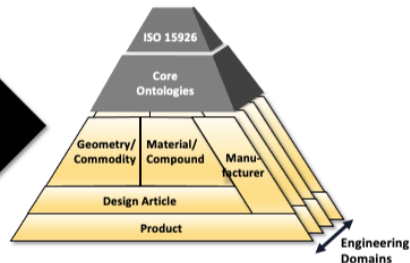 ISO 15926
Core
Ontologies
Geometry/
Commodity
Material/
Compound
Manu-
facturer
Design Article
Product
Engineering
Domains